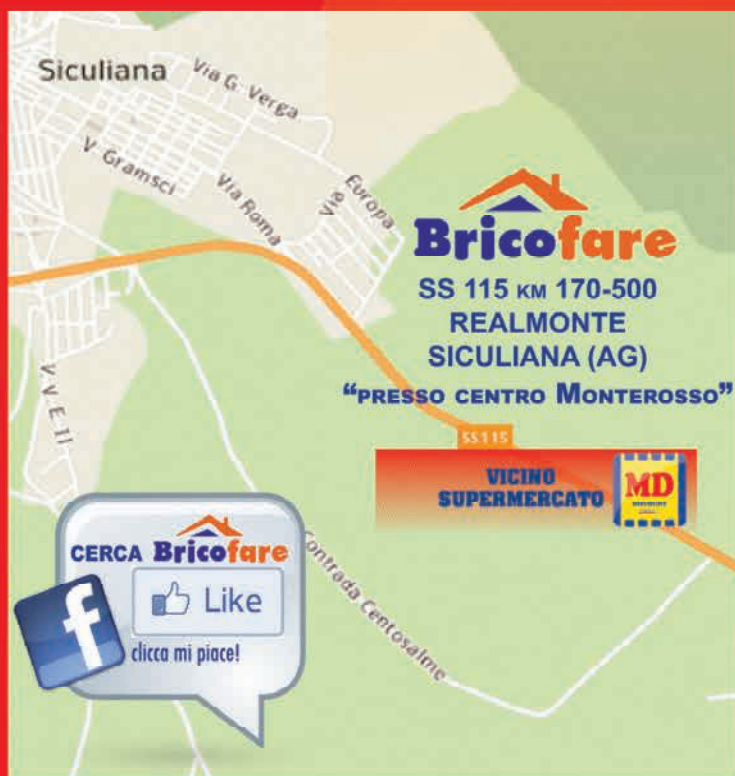 Siculiana
Via G. Verga
V. Gramsci
Via Roma
Via Europa
Bricofare
SS 115 KM 170-500
REALMONTE
SICULIANA (AG)
“PRESSO CENTRO MONTEROSSO”
SS115
VICINO
SUPERMERCATO
MD
V. V. E. II
CERCA Bricofare
f
Like
clicca mi piace!
Contrada Centosalme